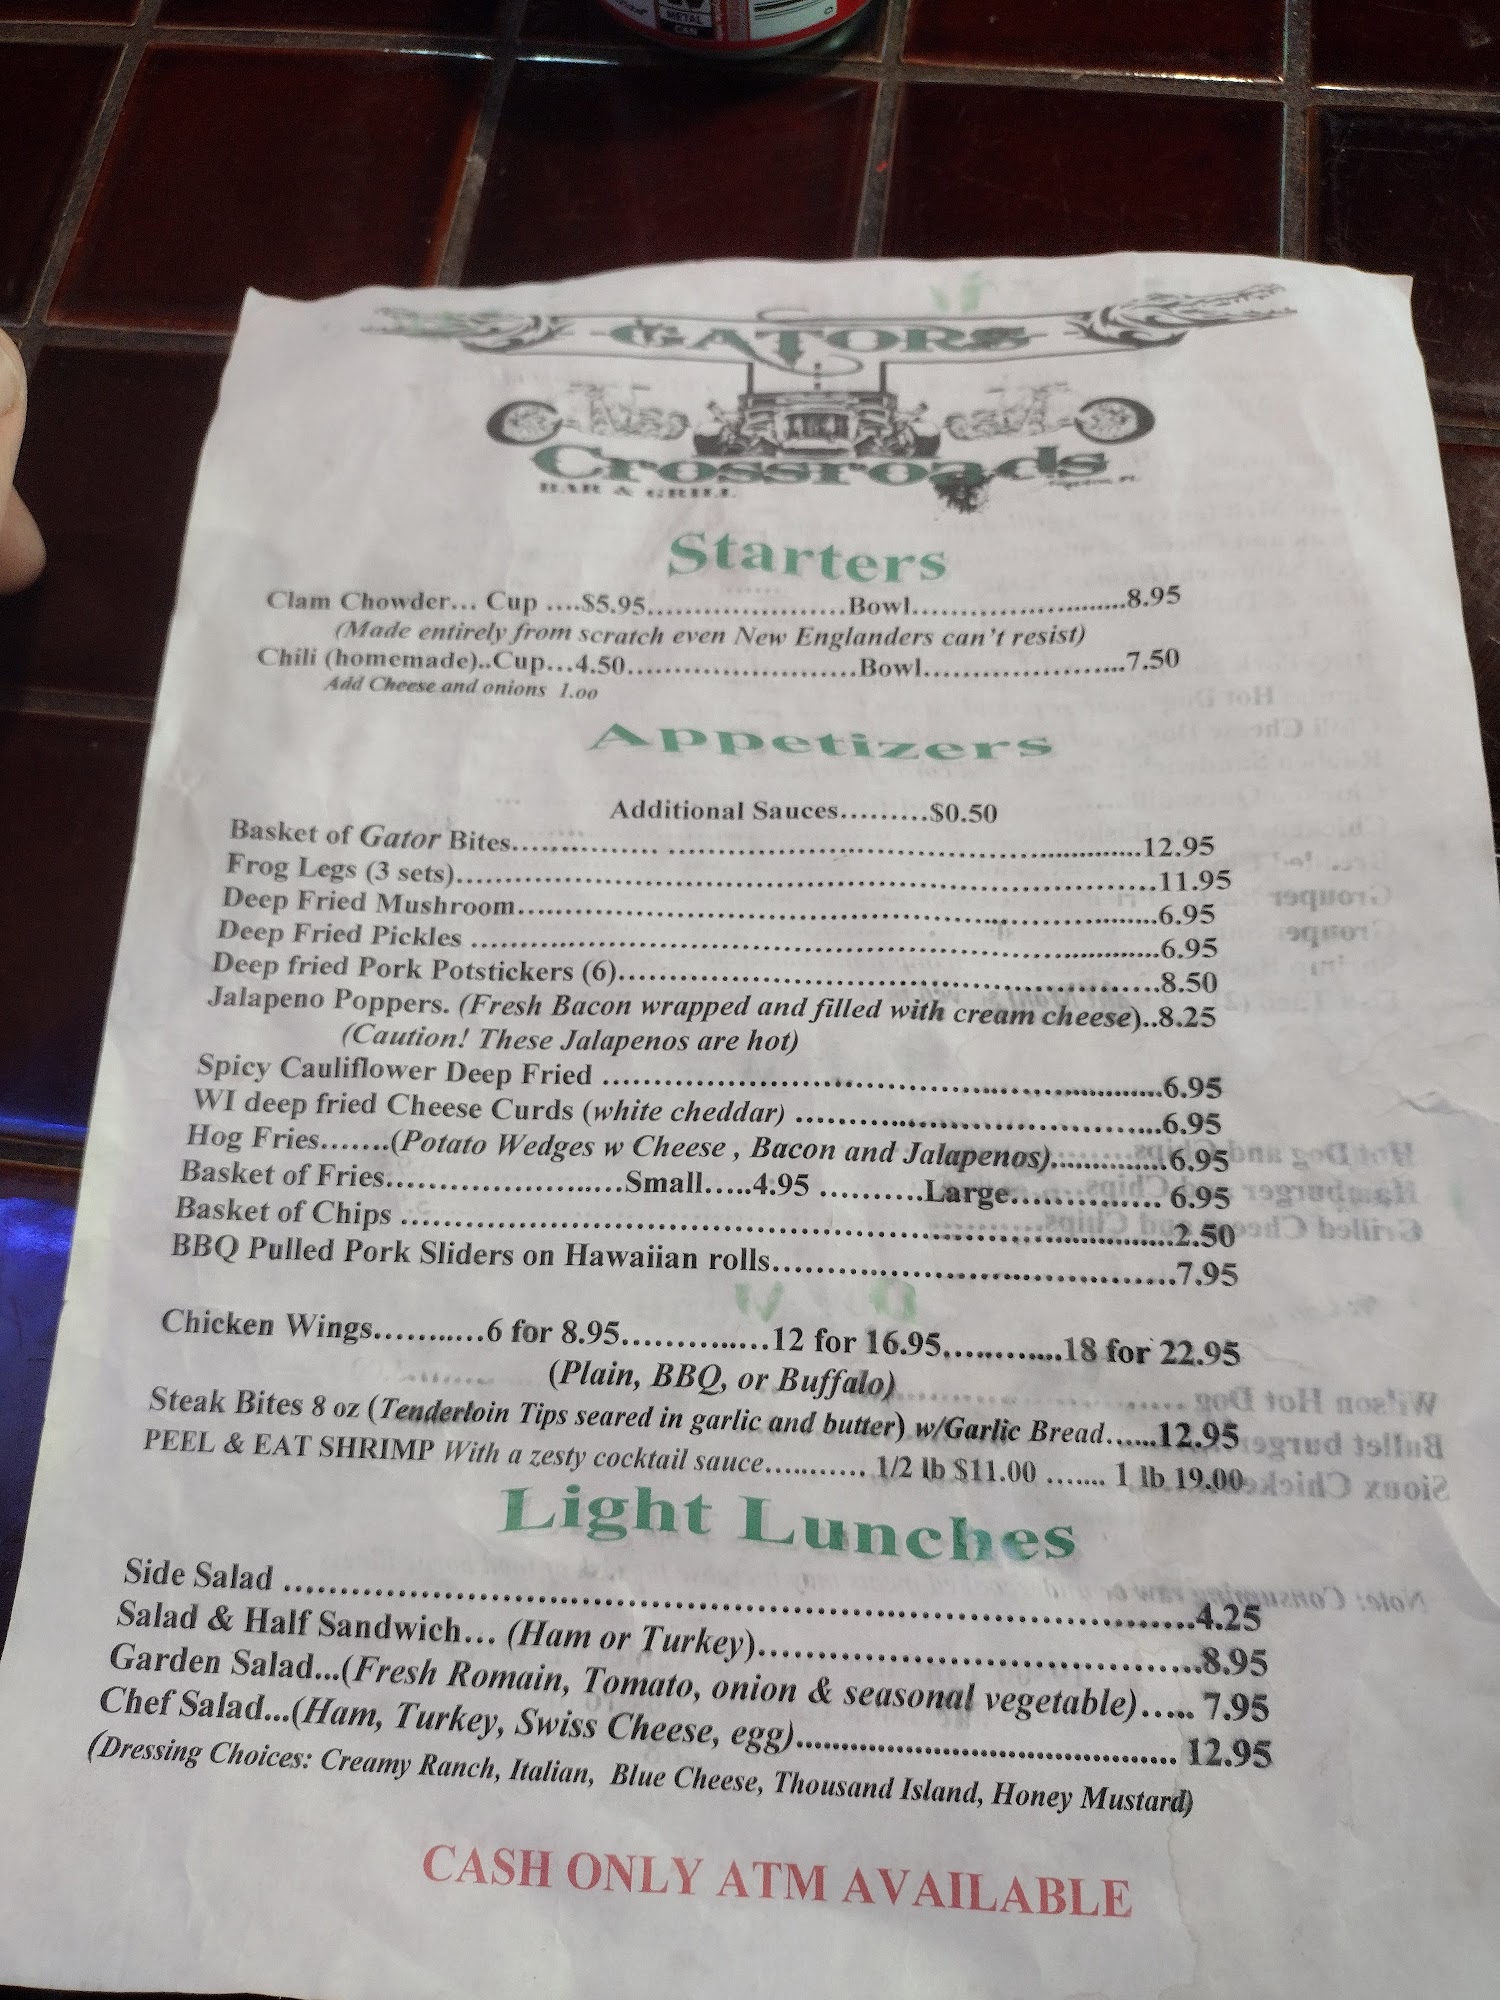 METAL
CAN
GATORS
Crossroads
BAR & GRILL
Starters
Clam Chowder... Cup ....$5.95......................Bowl..........................8.95
(Made entirely from scratch even New Englanders can't resist)
Chili (homemade)..Cup...4.50..........................Bowl.......................7.50
Add Cheese and onions 1.00
Appetizers
Additional Sauces.........$0.50
Basket of Gator Bites................ .....................................................12.95
Frog Legs (3 sets).............................................................................11.95
Deep Fried Mushroom......................................................................6.95
Deep Fried Pickles ...........................................................................6.95
Deep fried Pork Potstickers (6)...........................................................8.50
Jalapeno Poppers. (Fresh Bacon wrapped and filled with cream cheese)..8.25
(Caution! These Jalapenos are hot)
Spicy Cauliflower Deep Fried ..............................................................6.95
WI deep fried Cheese Curds (white cheddar) ........................................6.95
Hog Fries.......(Potato Wedges w Cheese , Bacon and Jalapenos)..............6.95
Basket of Fries..........................Small.....4.95 ..........Large................ 6.95
Basket of Chips .....................................................................................2.50
BBQ Pulled Pork Sliders on Hawaiian rolls............................................7.95
Chicken Wings...........6 for 8.95...............12 for 16.95.............18 for 22.95
(Plain, BBQ, or Buffalo)
Steak Bites 8 oz (Tenderloin Tips seared in garlic and butter) w/Garlic Bread......12.95
PEEL & EAT SHRIMP With a zesty cocktail sauce........... 1/2 lb $11.00 ....... 1 lb 19.00
Light Lunches
Side Salad ..........................................................................................4.25
Salad & Half Sandwich... (Ham or Turkey)..........................................8.95
Garden Salad...(Fresh Romain, Tomato, onion & seasonal vegetable)..... 7.95
Chef Salad...(Ham, Turkey, Swiss Cheese, egg)....................................... 12.95
(Dressing Choices: Creamy Ranch, Italian, Blue Cheese, Thousand Island, Honey Mustard)
CASH ONLY ATM AVAILABLE